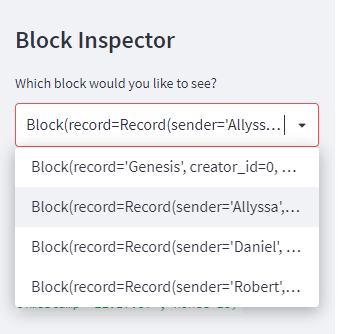 Block Inspector
Which block would you like to see?
Block(record=Record(sender='Allyss...
Block(record='Genesis', creator_id=0, ...
Block(record=Record(sender='Allyssa',...
Block(record=Record(sender='Daniel', ...
Block(record=Record(sender='Robert',...